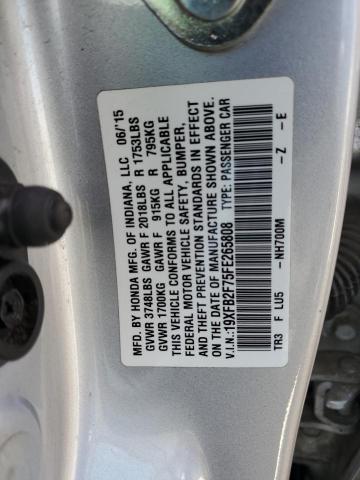 MFD. BY HONDA MFG. OF INDIANA, LLC 06/'15
GVWR 3748LBS GAWR F 2018LBS R 1753LBS
GVWR 1700KG GAWR F 915KG R 795KG
THIS VEHICLE CONFORMS TO ALL APPLICABLE
FEDERAL MOTOR VEHICLE SAFETY, BUMPER,
AND THEFT PREVENTION STANDARDS IN EFFECT
ON THE DATE OF MANUFACTURE SHOWN ABOVE.
V.I.N.:19XFB2F75FE265808 TYPE: PASSENGER CAR
TR3 F LU5 -NH700M -Z -E